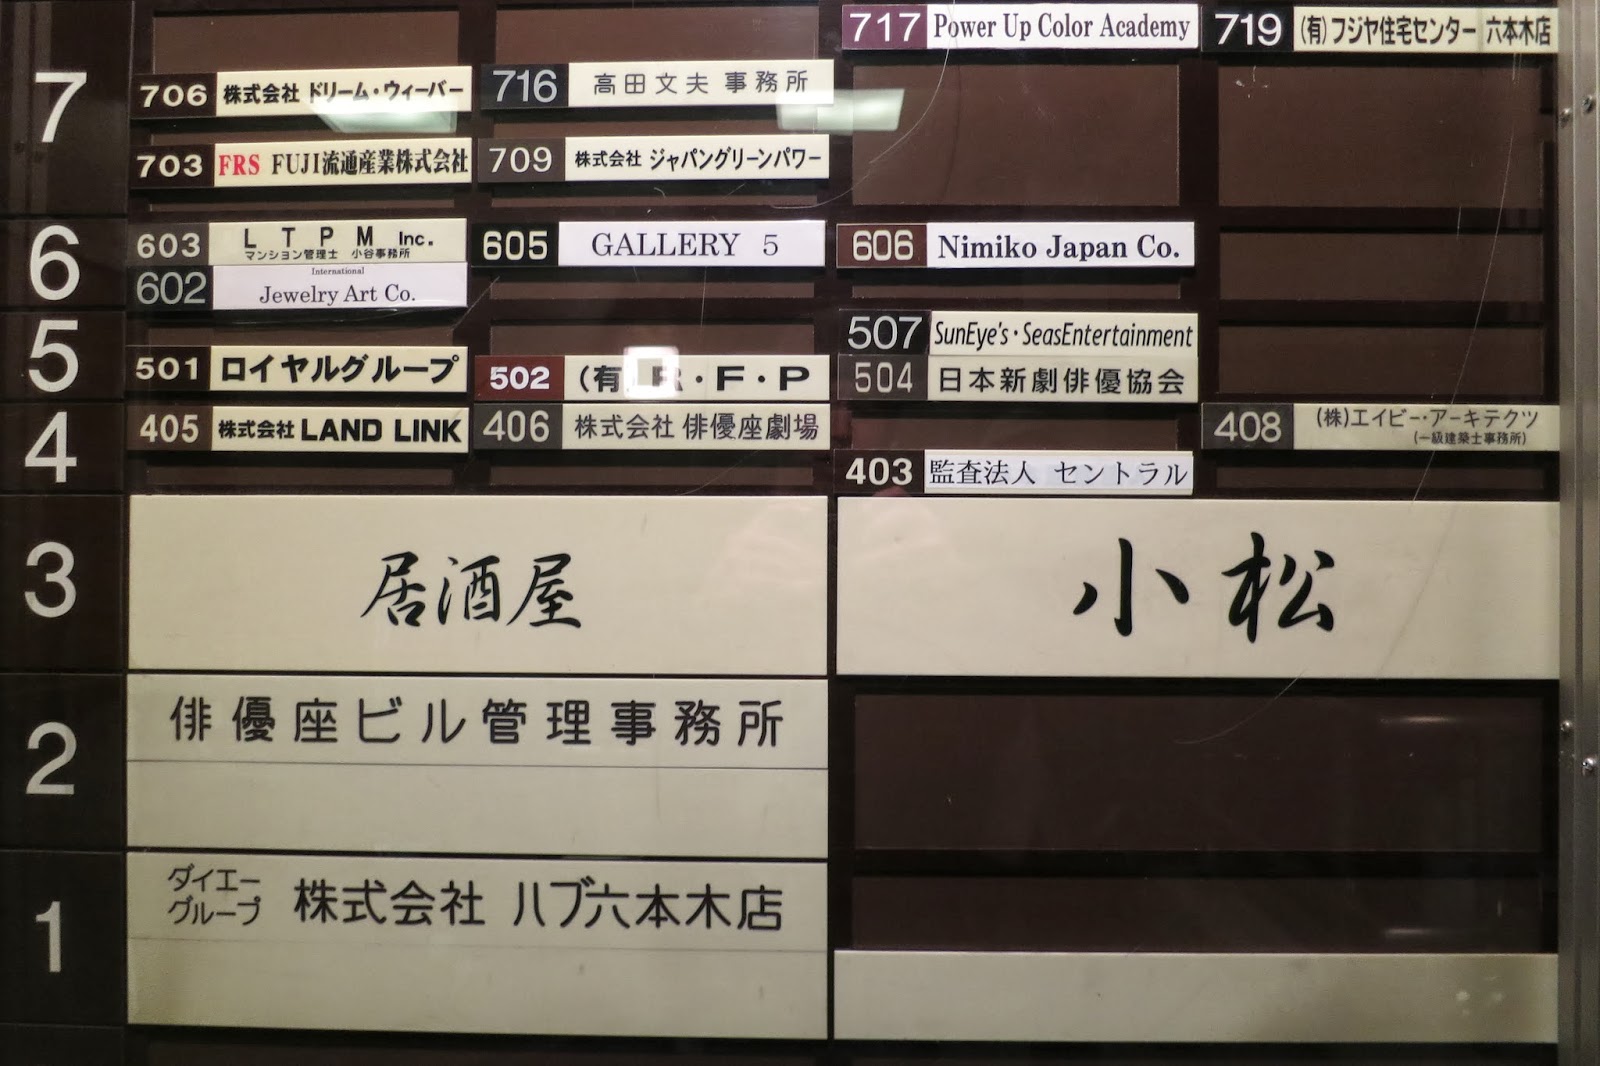 7
717 Power Up Color Academy
719 (有)フジヤ住宅センター 六本木店
706 株式会社 ドリーム・ウィーバー
716 高田文夫 事務所
703 FRS FUJI流通産業株式会社
709 株式会社 ジャパングリーンパワー
6
603 L T P M Inc.
マンション管理士 小谷事務所
605 GALLERY 5
606 Nimiko Japan Co.
602 International
Jewelry Art Co.
5
507 SunEye's・SeasEntertainment
501 ロイヤルグループ
502 (有)R・F・P
504 日本新劇俳優協会
4
405 株式会社 LAND LINK
406 株式会社 俳優座劇場
408 (株)エイビー・アーキテクツ
(一級建築士事務所)
403 監査法人 セントラル
3
居酒屋 小松
2
俳優座ビル管理事務所
1
ダイエー
グループ 株式会社 ハブ六本木店